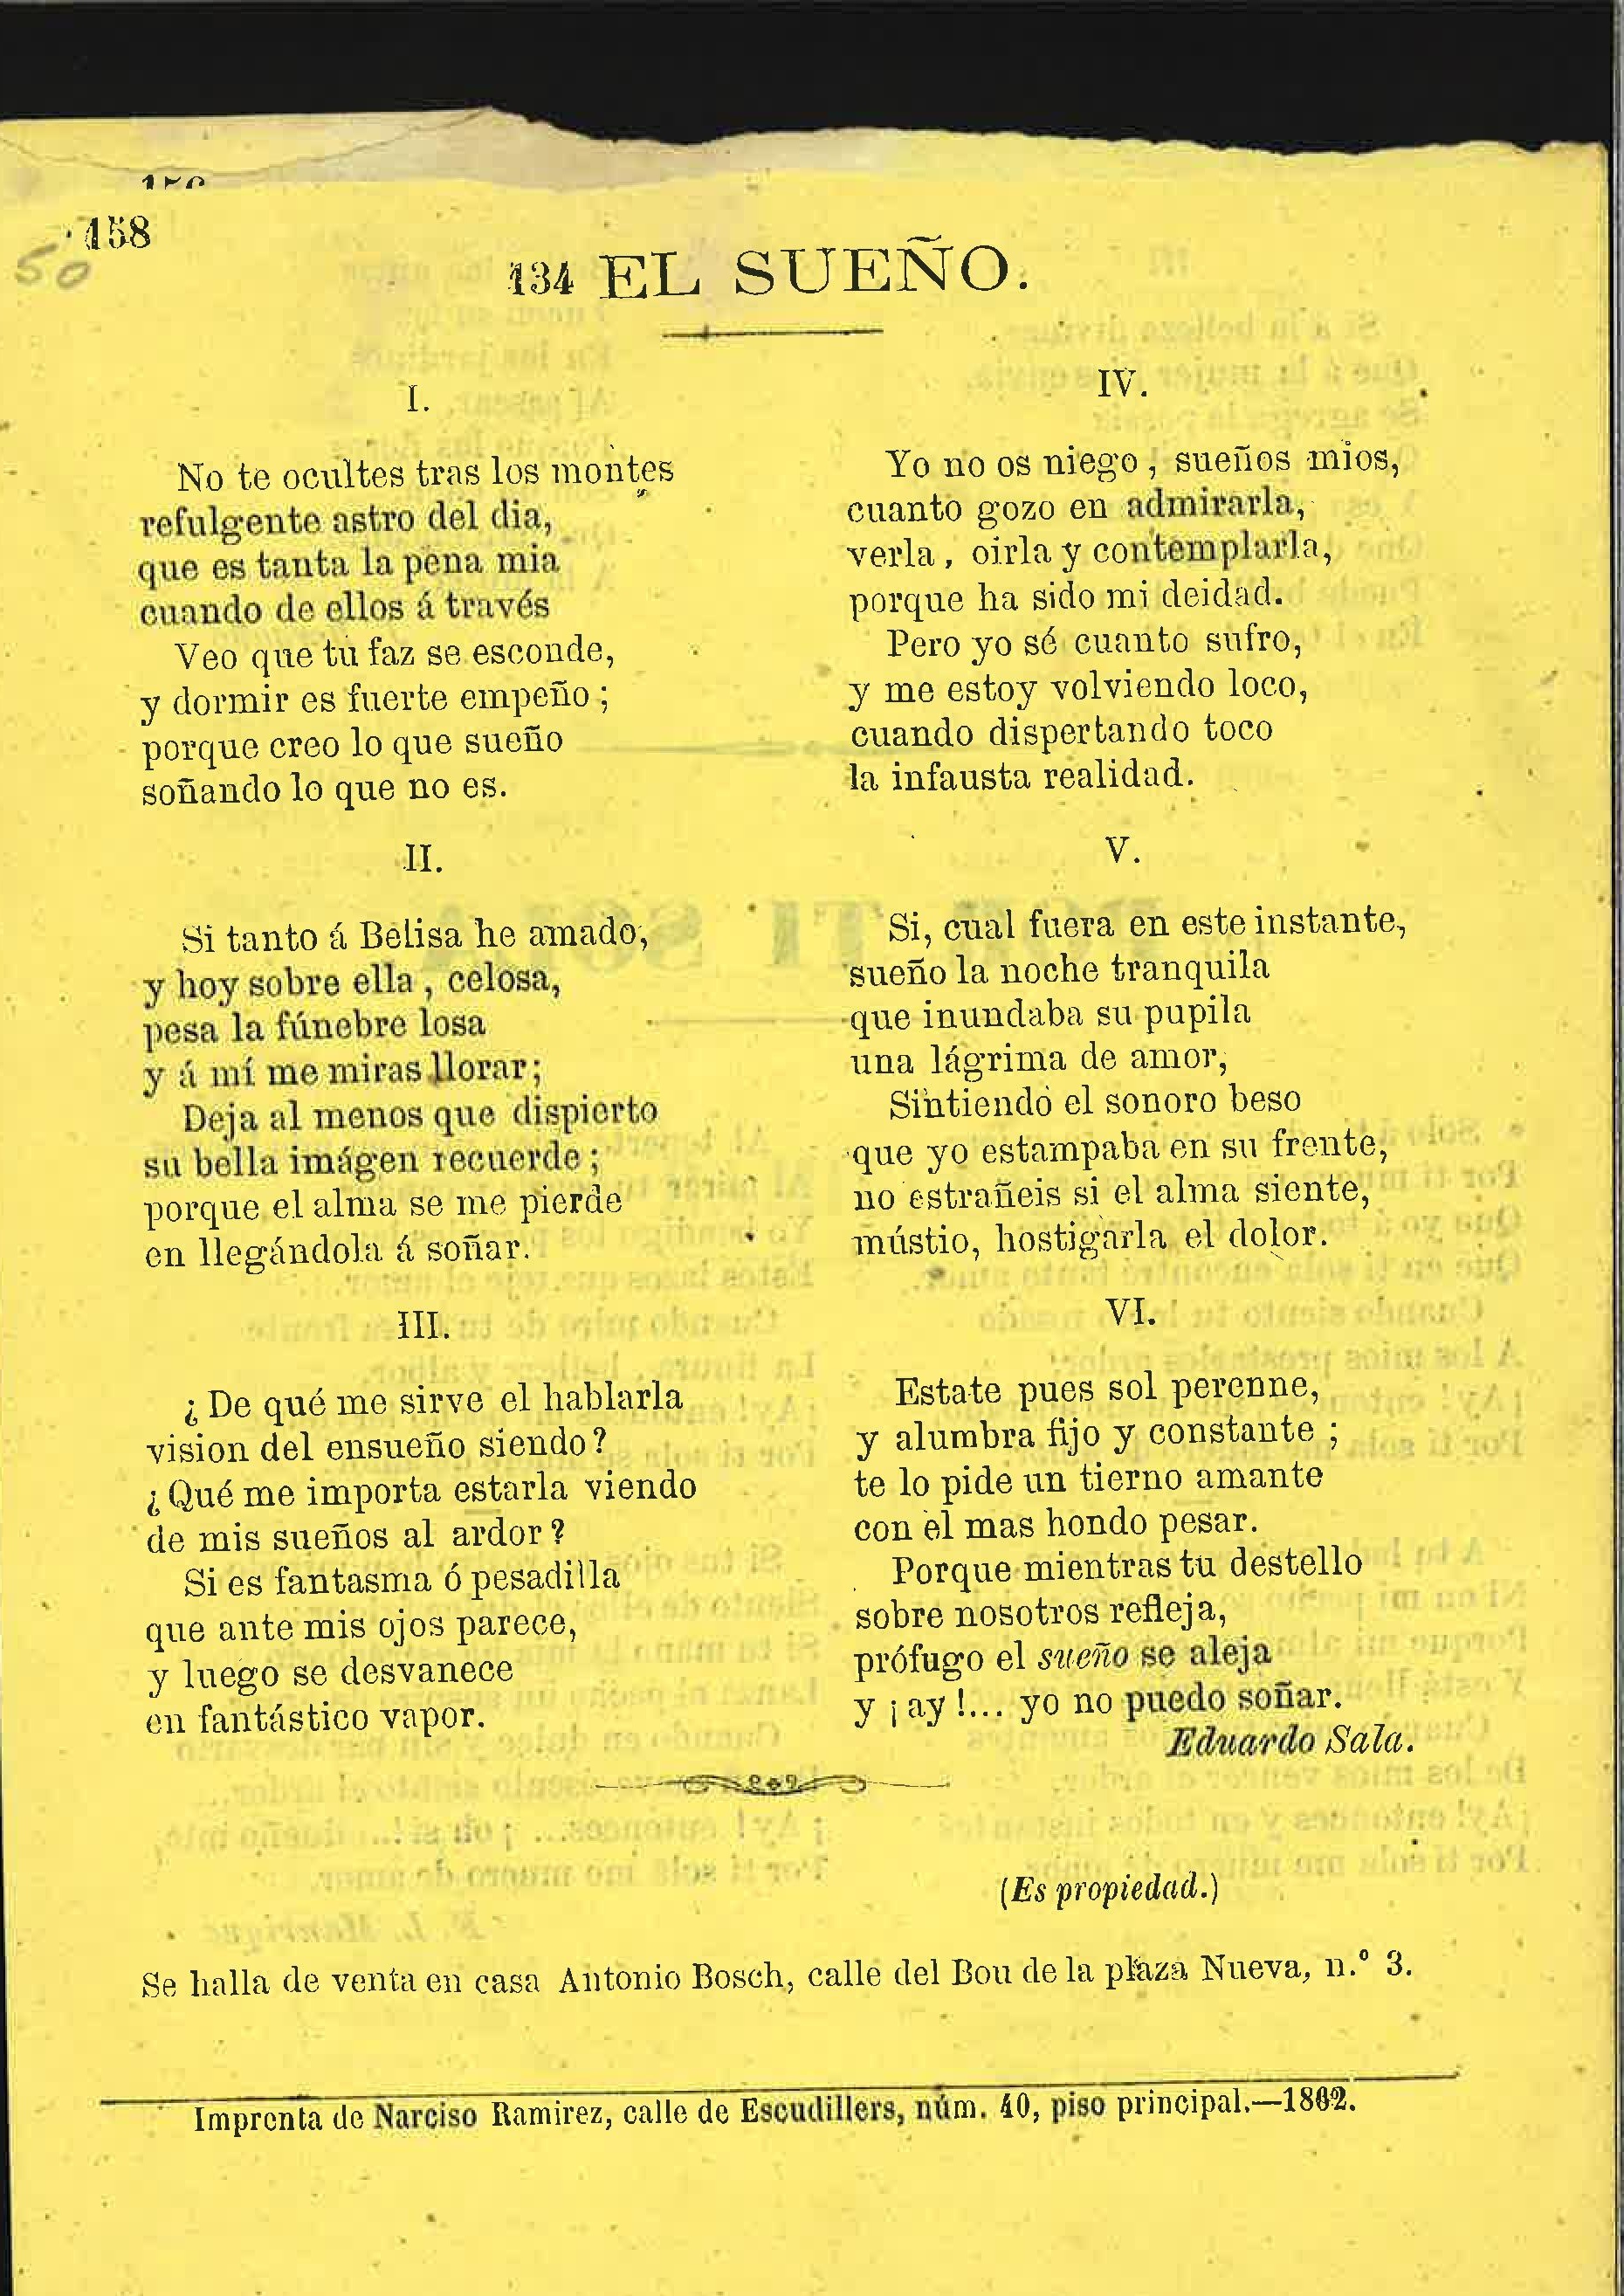 158
50
134 EL SUEÑO.
I.
No te ocultes tras los montes
refulgente astro del dia,
que es tanta la pena mia
cuando de ellos á través
Veo que tu faz se esconde,
y dormir es fuerte empeño ;
porque creo lo que sueño
soñando lo que no es.
II.
Si tanto á Belisa he amado,
y hoy sobre ella , celosa,
pesa la fúnebre losa
y á mí me miras llorar;
Deja al menos que dispierto
su bella imágen recuerde ;
porque el alma se me pierde
en llegándola á soñar.
III.
¿ De qué me sirve el hablarla
vision del ensueño siendo ?
¿ Qué me importa estarla viendo
de mis sueños al ardor ?
Si es fantasma ó pesadilla
que ante mis ojos parece,
y luego se desvanece
en fantástico vapor.
IV.
Yo no os niego , sueños mios,
cuanto gozo en admirarla,
verla , oirla y contemplarla,
porque ha sido mi deidad.
Pero yo sé cuanto sufro,
y me estoy volviendo loco,
cuando dispertando toco
la infausta realidad.
V.
Si, cual fuera en este instante,
sueño la noche tranquila
que inundaba su pupila
una lágrima de amor,
Sintiendo el sonoro beso
que yo estampaba en su frente,
no estrañeis si el alma siente,
mústio, hostigarla el dolor.
VI.
Estate pues sol perenne,
y alumbra fijo y constante ;
te lo pide un tierno amante
con el mas hondo pesar.
Porque mientras tu destello
sobre nosotros refleja,
prófugo el sueño se aleja
y ¡ ay !... yo no puedo soñar.
Eduardo Sala.
(Es propiedad.)
Se halla de venta en casa Antonio Bosch, calle del Bou de la plaza Nueva, n.º 3.
Imprenta de Narciso Ramirez, calle de Escudillers, núm. 40, piso principal.—1862.